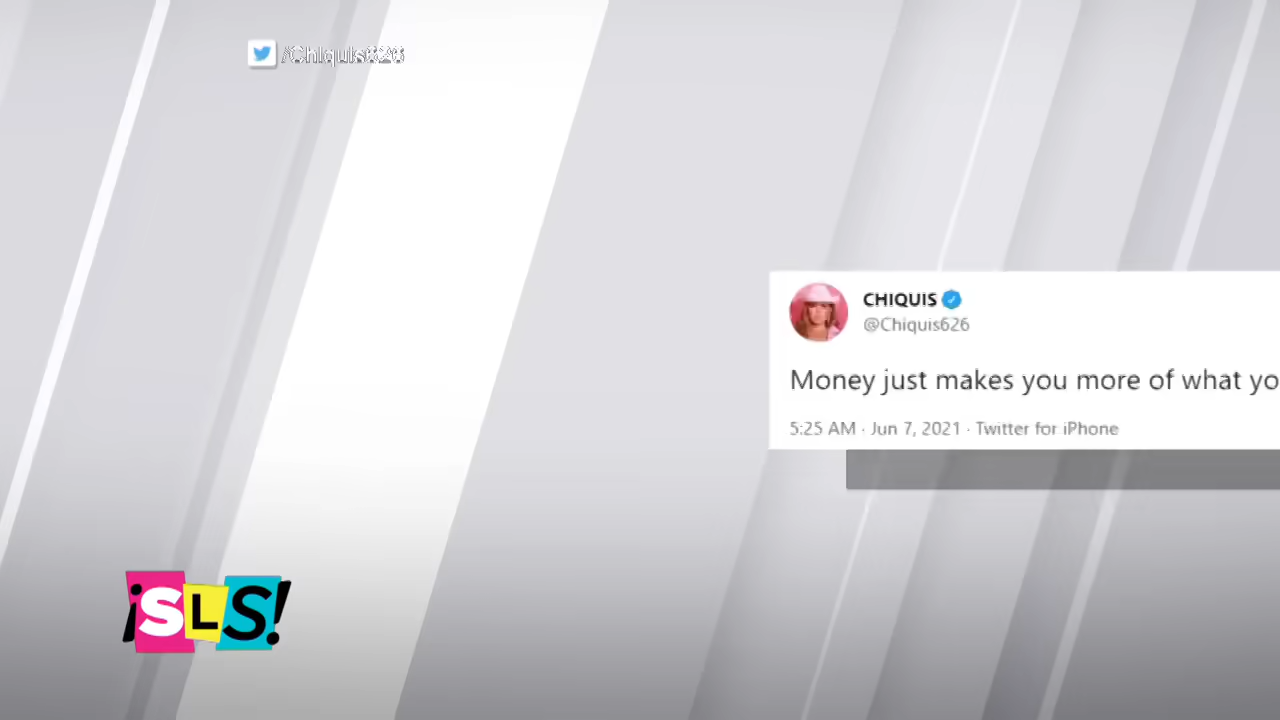 /Chiquis626
CHIQUIS
@Chiquis626
Money just makes you more of what yo
5:25 AM · Jun 7, 2021 · Twitter for iPhone
¡SLS!